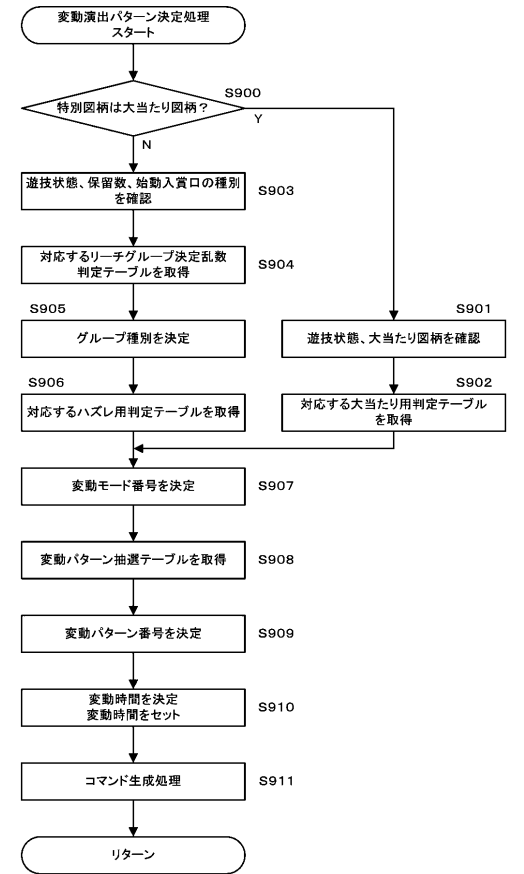 変動演出パターン決定処理
スタート
S900
特別図柄は大当たり図柄？
Y
N
遊技状態、保留数、始動入賞口の種別
を確認
S903
対応するリーチグループ決定乱数
判定テーブルを取得
S904
S905
グループ種別を決定
S901
遊技状態、大当たり図柄を確認
S906
対応するハズレ用判定テーブルを取得
S902
対応する大当たり用判定テーブル
を取得
変動モード番号を決定
S907
変動パターン抽選テーブルを取得
S908
変動パターン番号を決定
S909
変動時間を決定
変動時間をセット
S910
コマンド生成処理
S911
リターン